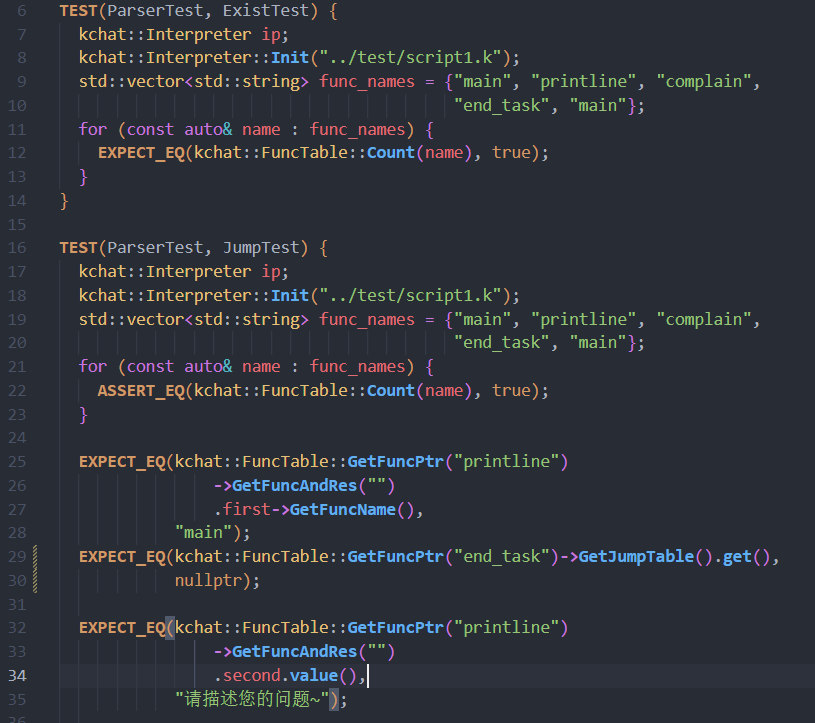 6 TEST(ParserTest, ExistTest) {
7 kchat::Interpreter ip;
8 kchat::Interpreter::Init("../test/script1.k");
9 std::vector<std::string> func_names = {"main", "printline", "complain",
10 "end_task", "main"};
11 for (const auto& name : func_names) {
12 EXPECT_EQ(kchat::FuncTable::Count(name), true);
13 }
14 }
15
16 TEST(ParserTest, JumpTest) {
17 kchat::Interpreter ip;
18 kchat::Interpreter::Init("../test/script1.k");
19 std::vector<std::string> func_names = {"main", "printline", "complain",
20 "end_task", "main"};
21 for (const auto& name : func_names) {
22 ASSERT_EQ(kchat::FuncTable::Count(name), true);
23 }
24
25 EXPECT_EQ(kchat::FuncTable::GetFuncPtr("printline")
26 ->GetFuncAndRes("")
27 .first->GetFuncName(),
28 "main");
29 EXPECT_EQ(kchat::FuncTable::GetFuncPtr("end_task")->GetJumpTable().get(),
30 nullptr);
31
32 EXPECT_EQ(kchat::FuncTable::GetFuncPtr("printline")
33 ->GetFuncAndRes("")
34 .second.value(),
35 "请描述您的问题~");
36